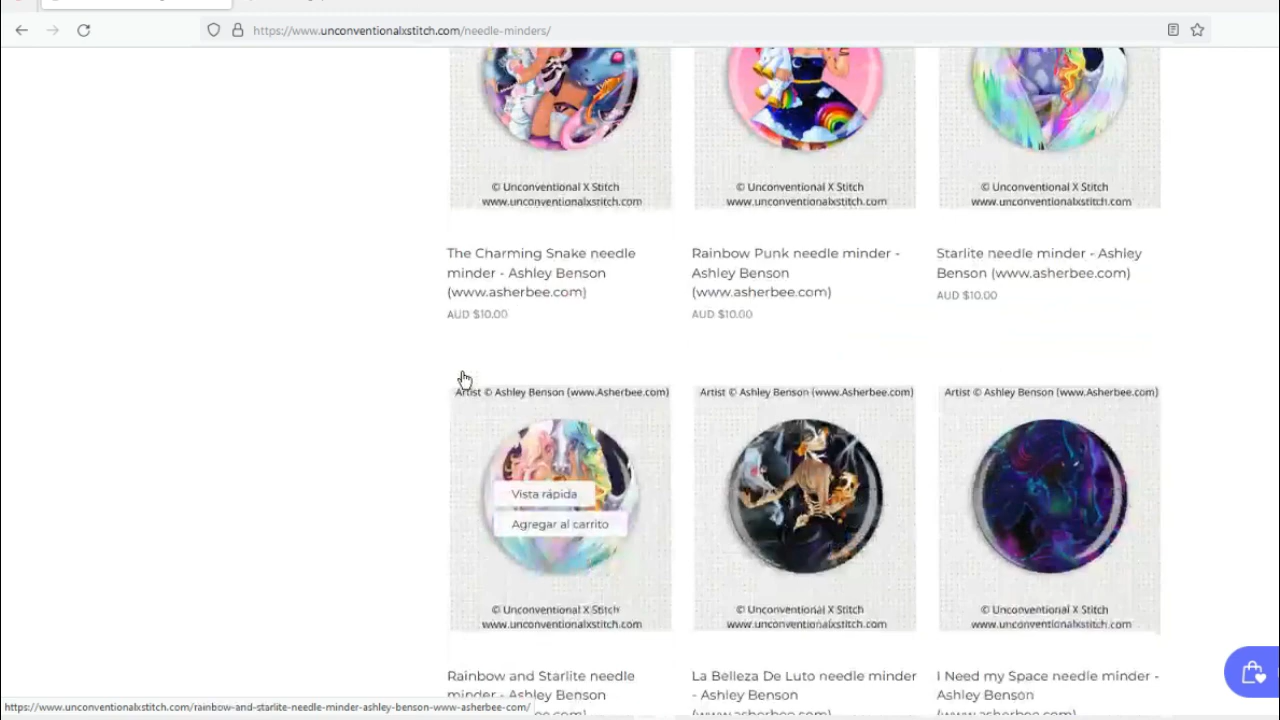 https://www.unconventionalxstitch.com/needle-minders/
© Unconventional X Stitch
www.unconventionalxstitch.com
© Unconventional X Stitch
www.unconventionalxstitch.com
© Unconventional X Stitch
www.unconventionalxstitch.com
The Charming Snake needle
minder - Ashley Benson
(www.asherbee.com)
AUD $10.00
Rainbow Punk needle minder -
Ashley Benson
(www.asherbee.com)
AUD $10.00
Starlite needle minder - Ashley
Benson (www.asherbee.com)
AUD $10.00
Artist © Ashley Benson (www.Asherbee.com)
Artist © Ashley Benson (www.Asherbee.com)
Artist © Ashley Benson (www.Asherbee.com)
Vista rápida
Agregar al carrito
© Unconventional X Stitch
www.unconventionalxstitch.com
© Unconventional X Stitch
www.unconventionalxstitch.com
© Unconventional X Stitch
www.unconventionalxstitch.com
Rainbow and Starlite needle
minder - Ashley Benson
La Belleza De Luto needle minder
- Ashley Benson
(www.asherbee.com)
I Need my Space needle minder -
Ashley Benson
(www.asherbee.com)
https://www.unconventionalxstitch.com/rainbow-and-starlite-needle-minder-ashley-benson-www-asherbee-com/